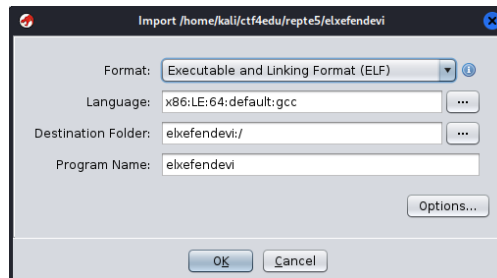 Import /home/kali/ctf4edu/repte5/elxefendevi
Format: Executable and Linking Format (ELF)
Language: x86:LE:64:default:gcc ...
Destination Folder: elxefendevi:/ ...
Program Name: elxefendevi
Options...
OK Cancel